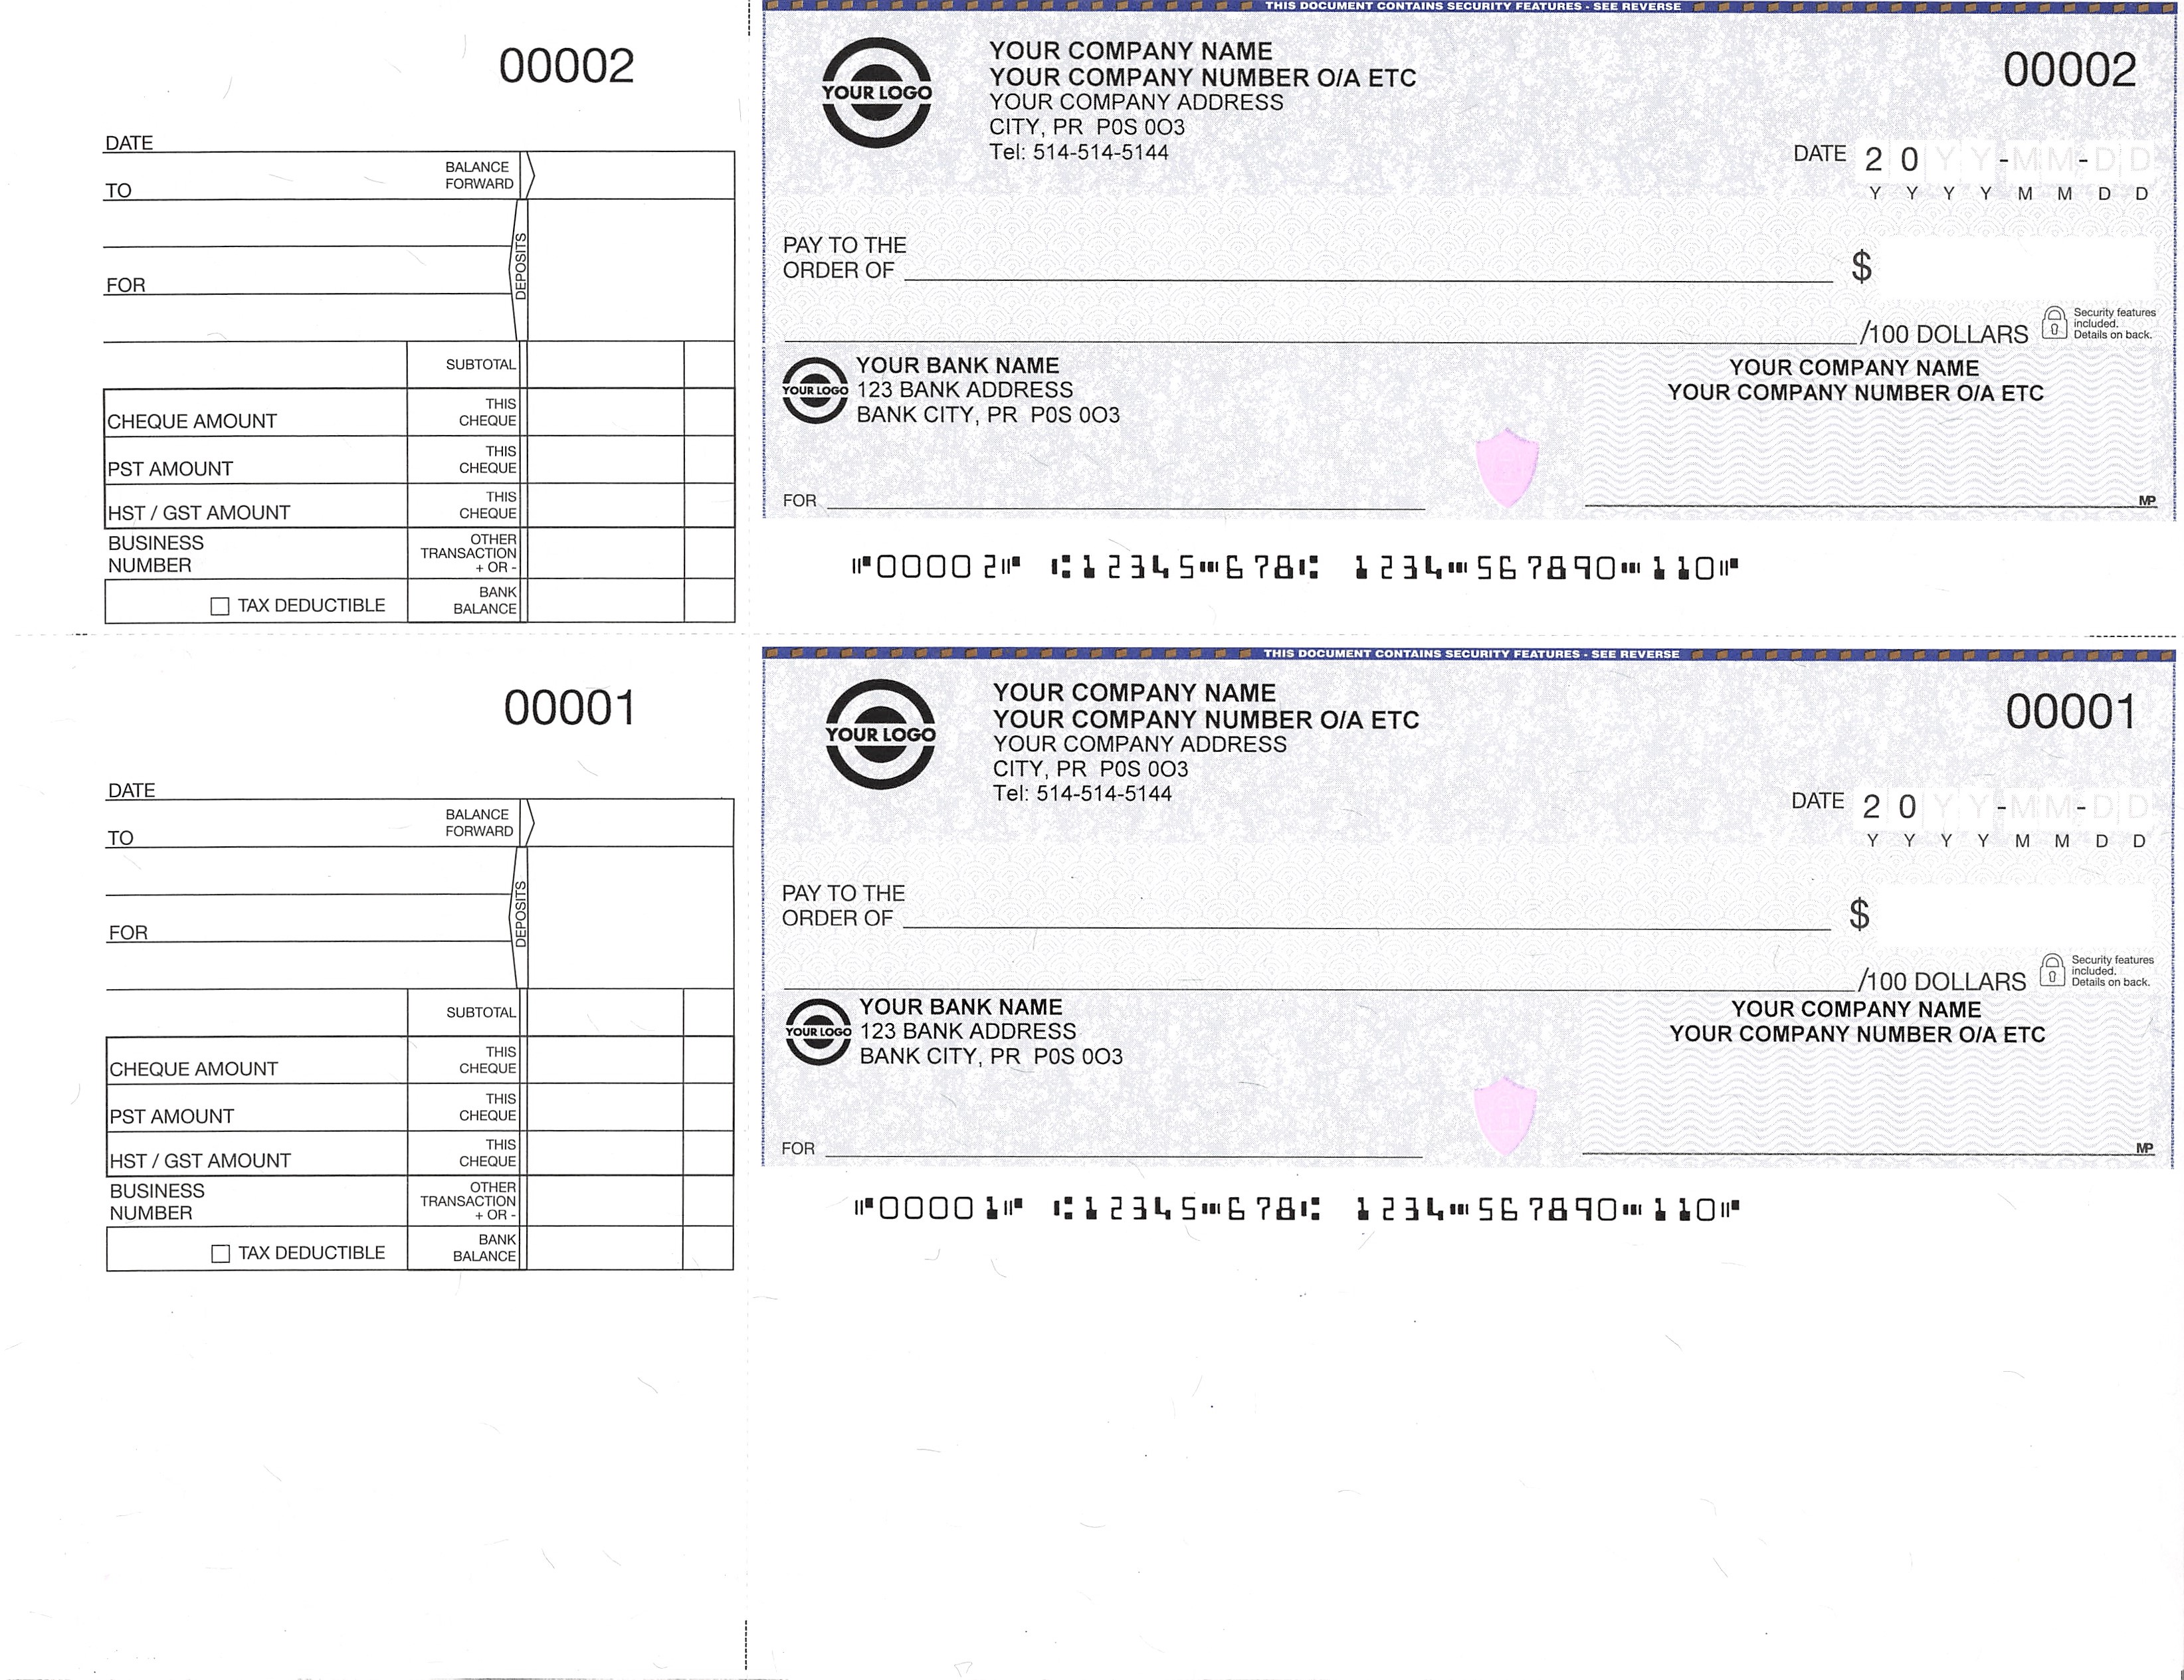 00002
DATE
BALANCE
FORWARD
TO
DEPOSITS
FOR
SUBTOTAL
CHEQUE AMOUNT
THIS
CHEQUE
PST AMOUNT
THIS
CHEQUE
HST / GST AMOUNT
THIS
CHEQUE
BUSINESS
NUMBER
OTHER
TRANSACTION
+ OR -
TAX DEDUCTIBLE
BANK
BALANCE
THIS DOCUMENT CONTAINS SECURITY FEATURES - SEE REVERSE
YOUR LOGO
YOUR COMPANY NAME
YOUR COMPANY NUMBER O/A ETC
YOUR COMPANY ADDRESS
CITY, PR P0S 0O3
Tel: 514-514-5144
00002
DATE 2 0 Y Y - M M - D D
Y Y Y Y M M D D
PAY TO THE
ORDER OF
$
/100 DOLLARS
Security features
included.
Details on back.
YOUR LOGO
YOUR BANK NAME
123 BANK ADDRESS
BANK CITY, PR P0S 0O3
YOUR COMPANY NAME
YOUR COMPANY NUMBER O/A ETC
FOR
MP
⑈00002⑈ ⑆12345⑉678⑆ 1234⑉567890⑉110⑈
00001
DATE
BALANCE
FORWARD
TO
DEPOSITS
FOR
SUBTOTAL
CHEQUE AMOUNT
THIS
CHEQUE
PST AMOUNT
THIS
CHEQUE
HST / GST AMOUNT
THIS
CHEQUE
BUSINESS
NUMBER
OTHER
TRANSACTION
+ OR -
TAX DEDUCTIBLE
BANK
BALANCE
THIS DOCUMENT CONTAINS SECURITY FEATURES - SEE REVERSE
YOUR LOGO
YOUR COMPANY NAME
YOUR COMPANY NUMBER O/A ETC
YOUR COMPANY ADDRESS
CITY, PR P0S 0O3
Tel: 514-514-5144
00001
DATE 2 0 Y Y - M M - D D
Y Y Y Y M M D D
PAY TO THE
ORDER OF
$
/100 DOLLARS
Security features
included.
Details on back.
YOUR LOGO
YOUR BANK NAME
123 BANK ADDRESS
BANK CITY, PR P0S 0O3
YOUR COMPANY NAME
YOUR COMPANY NUMBER O/A ETC
FOR
MP
⑈00001⑈ ⑆12345⑉678⑆ 1234⑉567890⑉110⑈